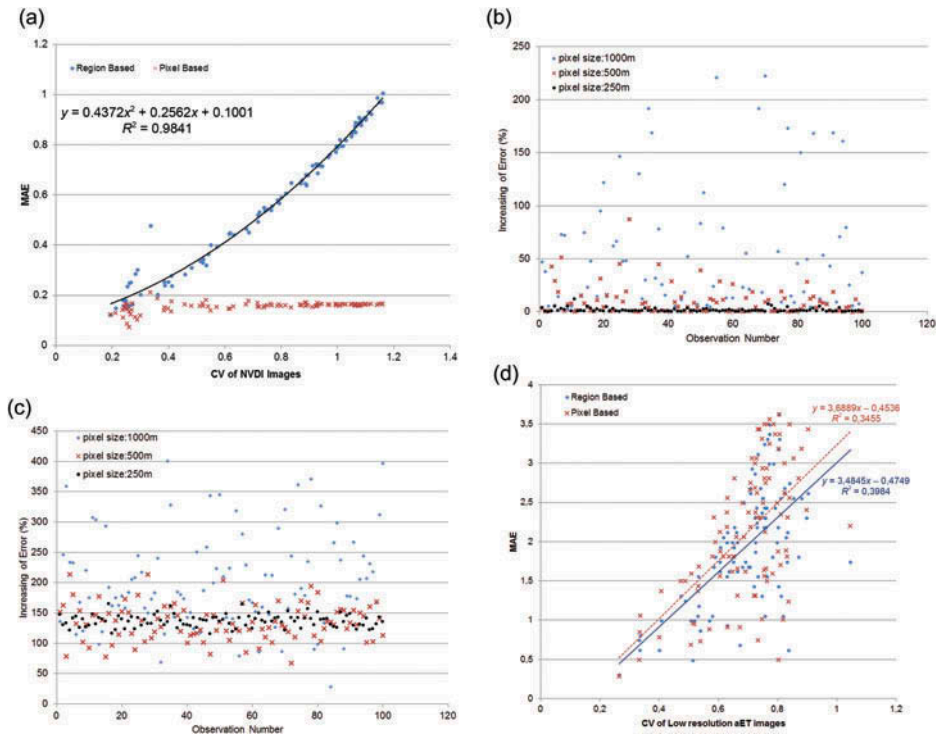 (a)
1.2
1
0.8
0.6
0.4
0.2
0
MAE
Region Based
Pixel Based
y = 0.4372x² + 0.2562x + 0.1001
R² = 0.9841
0 0.2 0.4 0.6 0.8 1 1.2 1.4
CV of NVDI Images
(b)
250
200
150
100
50
0
Increasing of Error (%)
pixel size:1000m
pixel size:500m
pixel size:250m
0 20 40 60 80 100 120
Observation Number
(c)
450
400
350
300
250
200
150
100
50
0
Increasing of Error (%)
pixel size:1000m
pixel size:500m
pixel size:250m
0 20 40 60 80 100 120
Observation Number
(d)
4
3,5
3
2,5
2
1,5
1
0,5
0
MAE
Region Based
Pixel Based
y = 3,6889x − 0,4536
R² = 0,3455
y = 3,4845x − 0,4749
R² = 0,3984
0 0,2 0,4 0,6 0,8 1 1,2
CV of Low resolution aET images